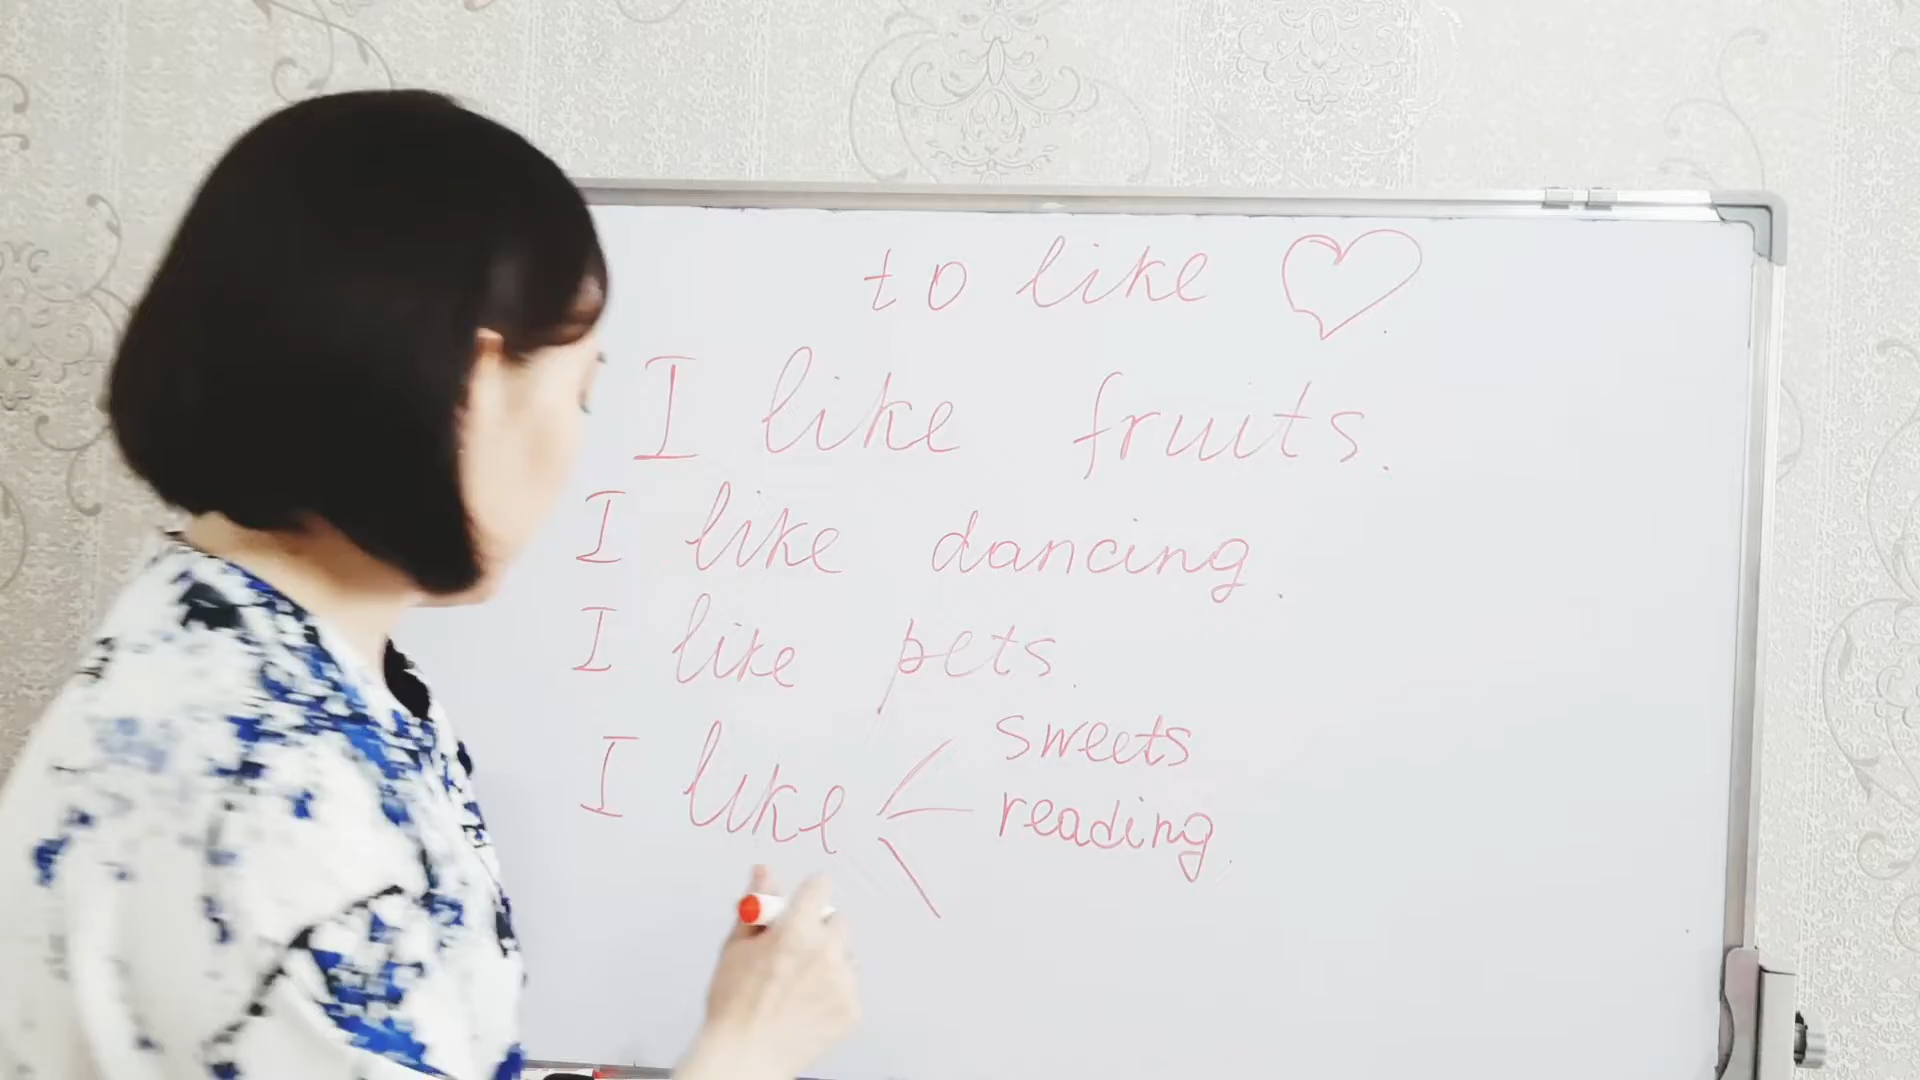 to like
I like fruits.
I like dancing.
I like pets.
I like sweets
reading